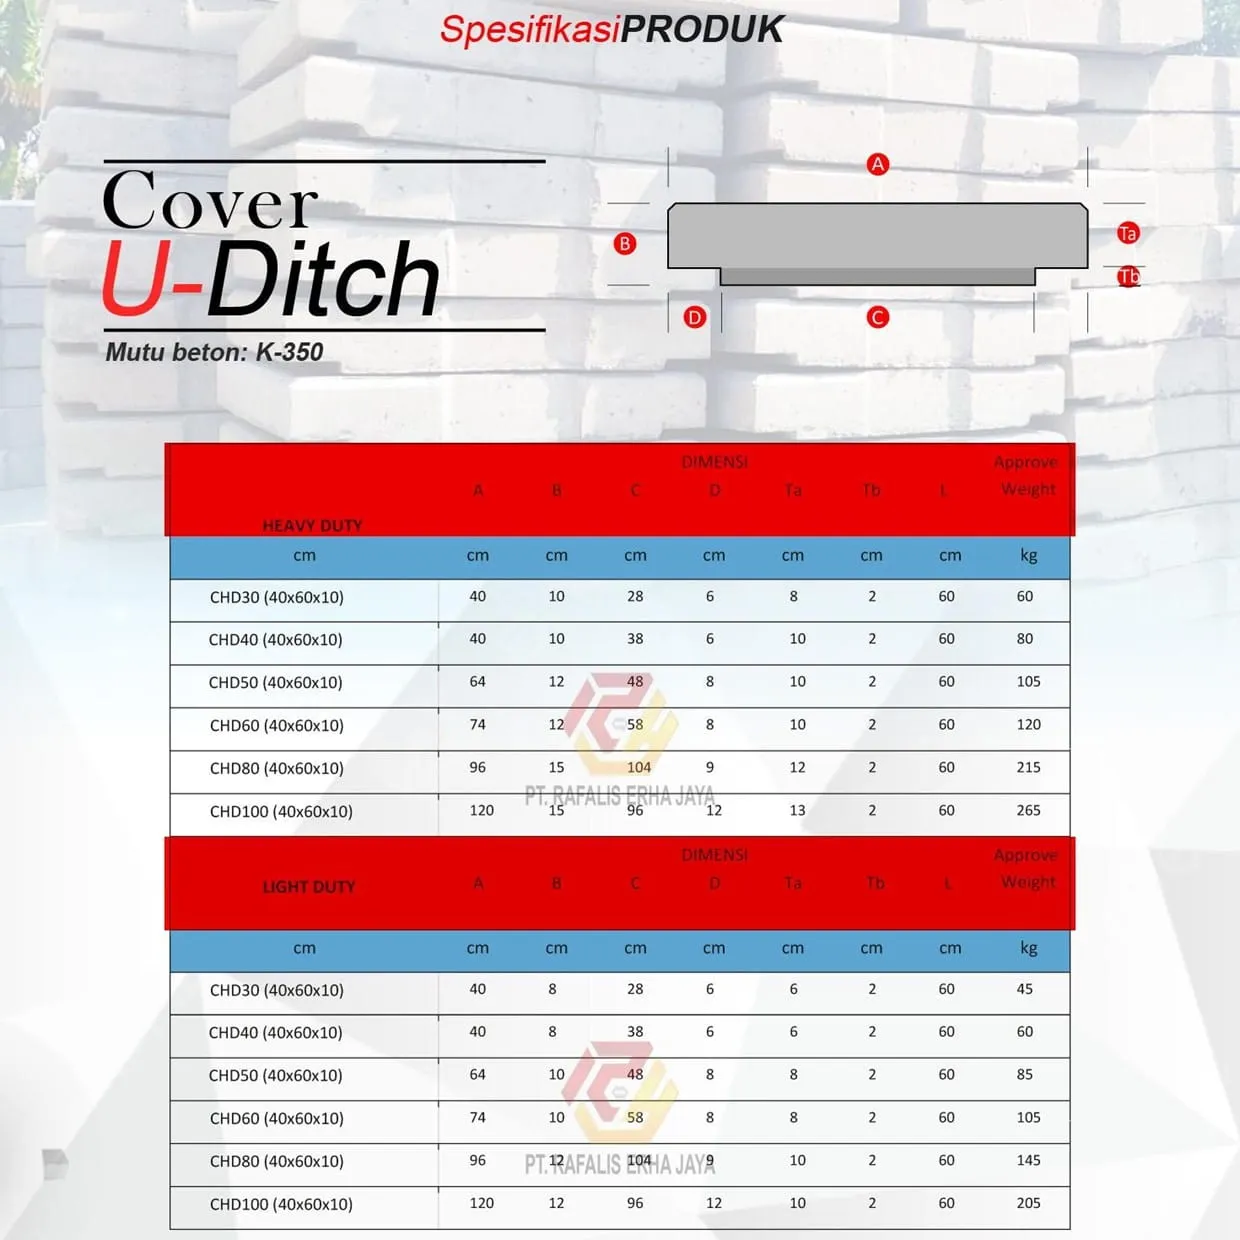 SpesifikasiPRODUK
Cover
U-Ditch
Mutu beton: K-350
A
B
Ta
Tb
D
C
DIMENSI Approve
A B C D Ta Tb L Weight
HEAVY DUTY
cm cm cm cm cm cm cm cm kg
CHD30 (40x60x10) 40 10 28 6 8 2 60 60
CHD40 (40x60x10) 40 10 38 6 10 2 60 80
CHD50 (40x60x10) 64 12 48 8 10 2 60 105
CHD60 (40x60x10) 74 12 58 8 10 2 60 120
CHD80 (40x60x10) 96 15 104 9 12 2 60 215
PT. RAFALIS ERHA JAYA
CHD100 (40x60x10) 120 15 96 12 13 2 60 265
DIMENSI Approve
LIGHT DUTY A B C D Ta Tb L Weight
cm cm cm cm cm cm cm cm kg
CHD30 (40x60x10) 40 8 28 6 6 2 60 45
CHD40 (40x60x10) 40 8 38 6 6 2 60 60
CHD50 (40x60x10) 64 10 48 8 8 2 60 85
CHD60 (40x60x10) 74 10 58 8 8 2 60 105
CHD80 (40x60x10) 96 12 104 9 10 2 60 145
PT. RAFALIS ERHA JAYA
CHD100 (40x60x10) 120 12 96 12 10 2 60 205